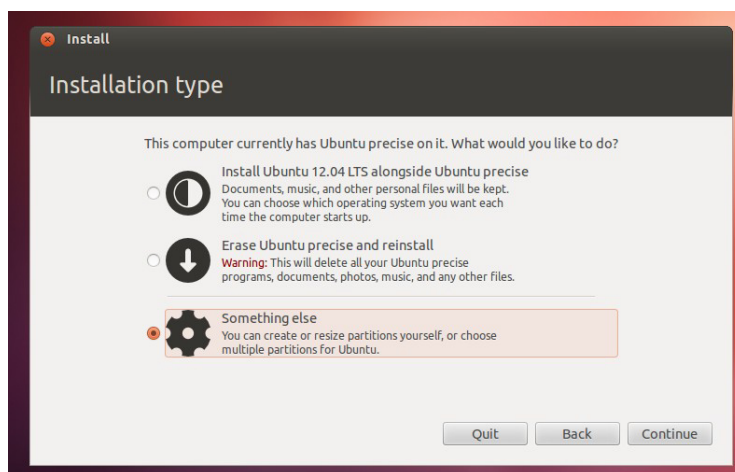 Install
Installation type
This computer currently has Ubuntu precise on it. What would you like to do?
Install Ubuntu 12.04 LTS alongside Ubuntu precise
Documents, music, and other personal files will be kept.
You can choose which operating system you want each
time the computer starts up.
Erase Ubuntu precise and reinstall
Warning: This will delete all your Ubuntu precise
programs, documents, photos, music, and any other files.
Something else
You can create or resize partitions yourself, or choose
multiple partitions for Ubuntu.
Quit Back Continue